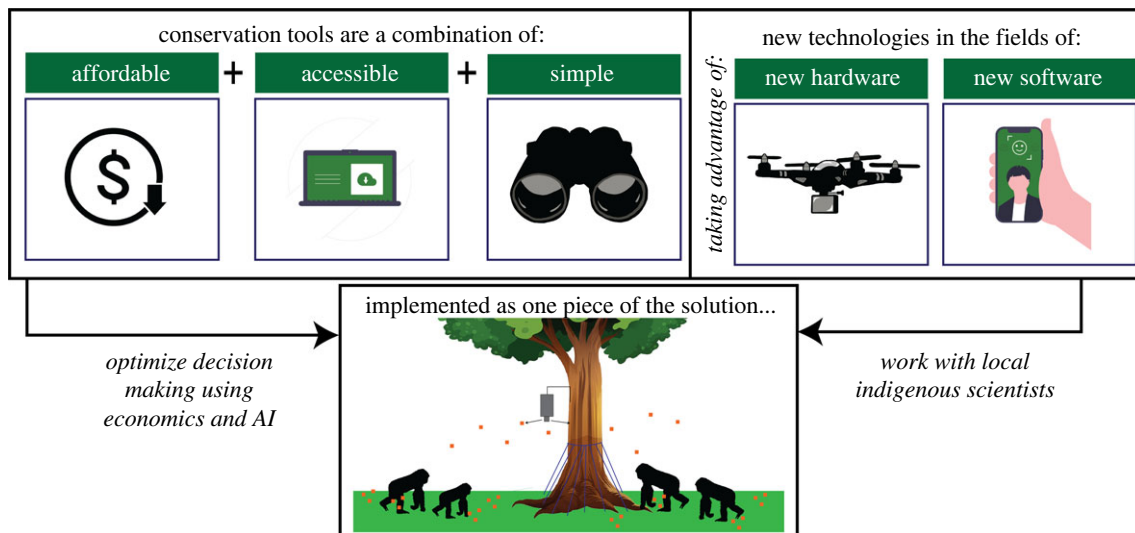 conservation tools are a combination of:
affordable + accessible + simple
$
taking advantage of:
new technologies in the fields of:
new hardware
new software
implemented as one piece of the solution...
optimize decision
making using
economics and AI
work with local
indigenous scientists